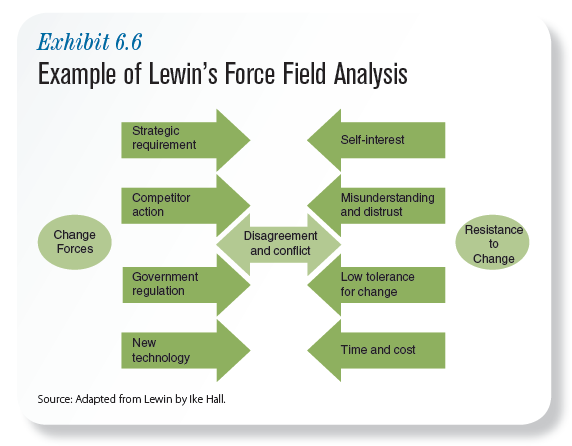 Exhibit 6.6
Example of Lewin's Force Field Analysis
Strategic
requirement
Self-interest
Competitor
action
Misunderstanding
and distrust
Change
Forces
Disagreement
and conflict
Resistance
to
Change
Government
regulation
Low tolerance
for change
New
technology
Time and cost
Source: Adapted from Lewin by Ike Hall.